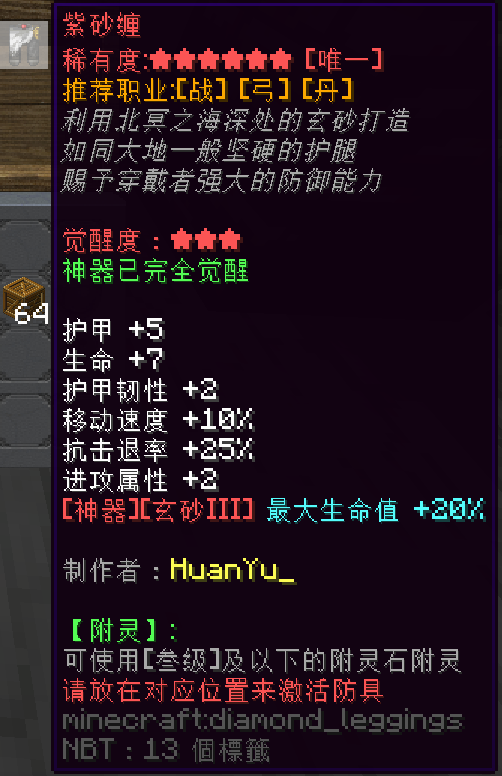 紫砂缠
稀有度:★★★★★★ [唯一]
推荐职业:[战] [弓] [丹]
利用北冥之海深处的玄砂打造
如同大地一般坚硬的护腿
赐予穿戴者强大的防御能力
觉醒度：★★★
神器已完全觉醒
护甲 +5
生命 +7
护甲韧性 +2
移动速度 +10%
抗击退率 +25%
进攻属性 +2
[神器][玄砂III] 最大生命值 +20%
制作者：HuanYu_
【附灵】:
可使用[叁级]及以下的附灵石附灵
请放在对应位置来激活防具
minecraft:diamond_leggings
NBT：13 個標籤
64